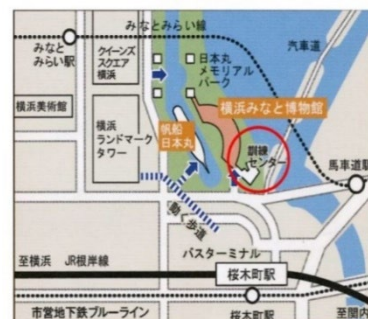 みなとみらい線
みなと
みらい駅
クイーンズ
スクエア
横浜
日本丸
メモリアル
パーク
汽車道
横浜美術館
横浜みなと博物館
横浜
ランドマーク
タワー
帆船
日本丸
訓練
センター
馬車道駅
動く歩道
バスターミナル
至横浜 JR根岸線
桜木町駅
至関内
市営地下鉄ブルーライン
桜木町駅